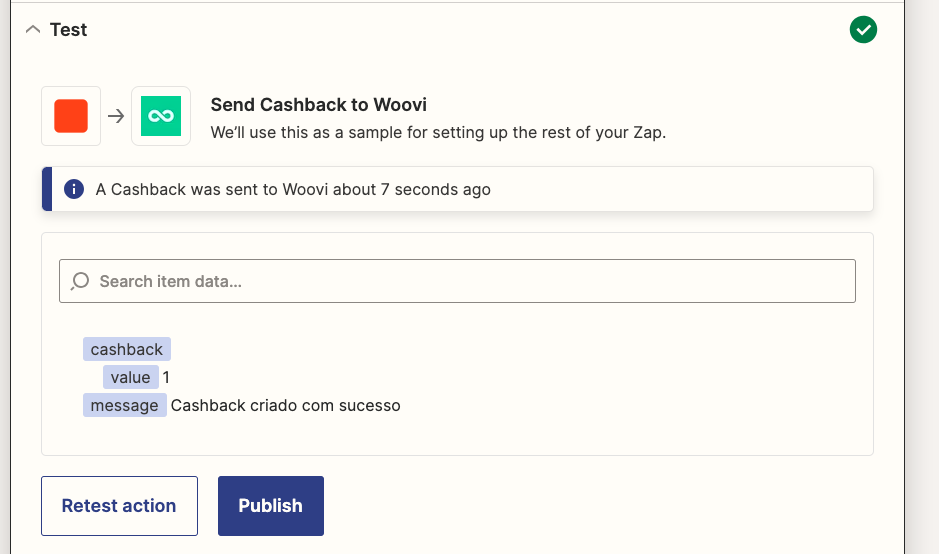 Test
Send Cashback to Woovi
We’ll use this as a sample for setting up the rest of your Zap.
A Cashback was sent to Woovi about 7 seconds ago
Search item data...
cashback
value 1
message Cashback criado com sucesso
Retest action
Publish